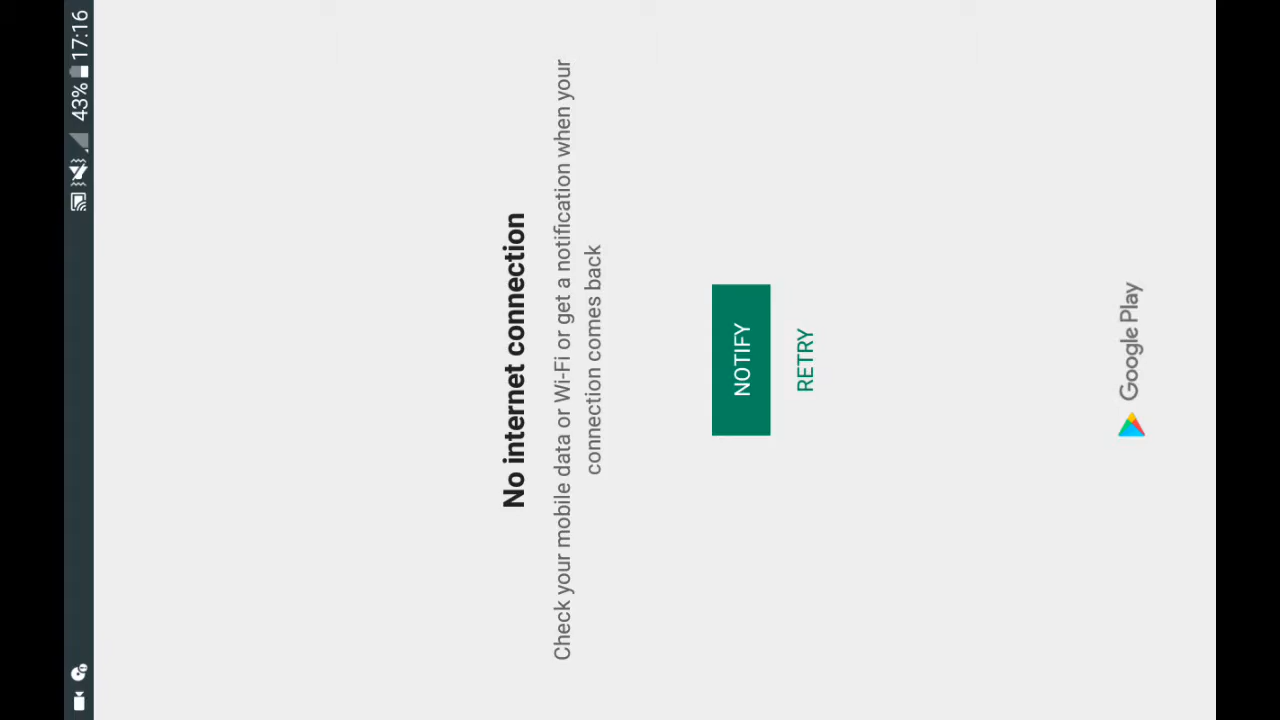 43% 17:16
No internet connection
Check your mobile data or Wi-Fi or get a notification when your
connection comes back
NOTIFY
RETRY
Google Play